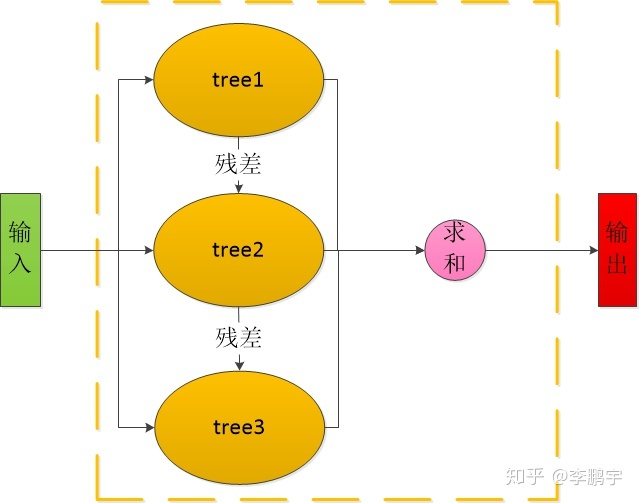 tree1
残差
输入
tree2
求和
输出
残差
tree3
知乎 @李鹏宇